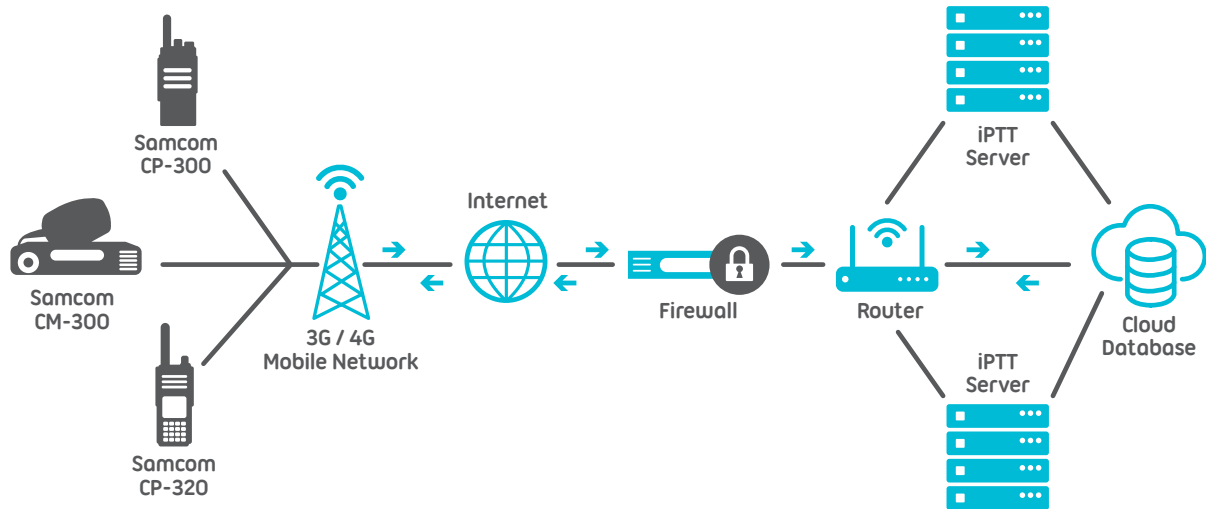 Samcom
CP-300
Samcom
CM-300
Samcom
CP-320
3G / 4G
Mobile Network
Internet
Firewall
Router
iPTT
Server
iPTT
Server
Cloud
Database